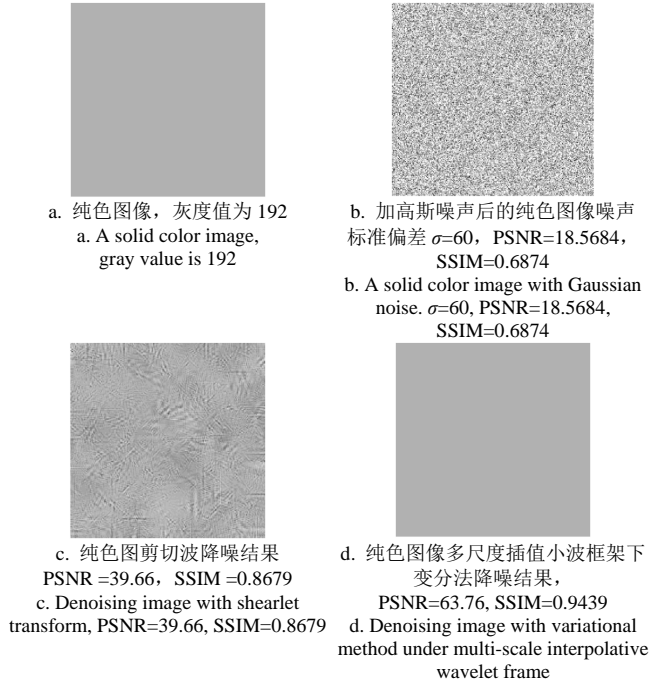 a. 纯色图像，灰度值为 192
a. A solid color image,
gray value is 192
b. 加高斯噪声后的纯色图像噪声
标准偏差 σ=60，PSNR=18.5684，
SSIM=0.6874
b. A solid color image with Gaussian
noise. σ=60, PSNR=18.5684,
SSIM=0.6874
c. 纯色图剪切波降噪结果
PSNR =39.66，SSIM =0.8679
c. Denoising image with shearlet
transform, PSNR=39.66, SSIM=0.8679
d. 纯色图像多尺度插值小波框架下
变分法降噪结果，
PSNR=63.76, SSIM=0.9439
d. Denoising image with variational
method under multi-scale interpolative
wavelet frame